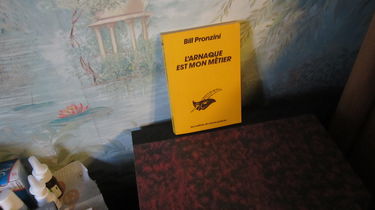 Bill Pronzini
L'ARNAQUE
EST MON MÉTIER